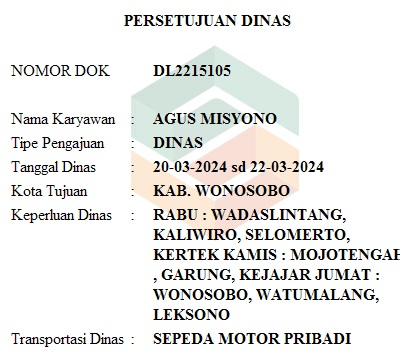 PERSETUJUAN DINAS
NOMOR DOK DL2215105
Nama Karyawan : AGUS MISYONO
Tipe Pengajuan : DINAS
Tanggal Dinas : 20-03-2024 sd 22-03-2024
Kota Tujuan : KAB. WONOSOBO
Keperluan Dinas : RABU : WADASLINTANG,
KALIWIRO, SELOMERTO,
KERTEK KAMIS : MOJOTENGAH
, GARUNG, KEJAJAR JUMAT :
WONOSOBO, WATUMALANG,
LEKSONO
Transportasi Dinas : SEPEDA MOTOR PRIBADI